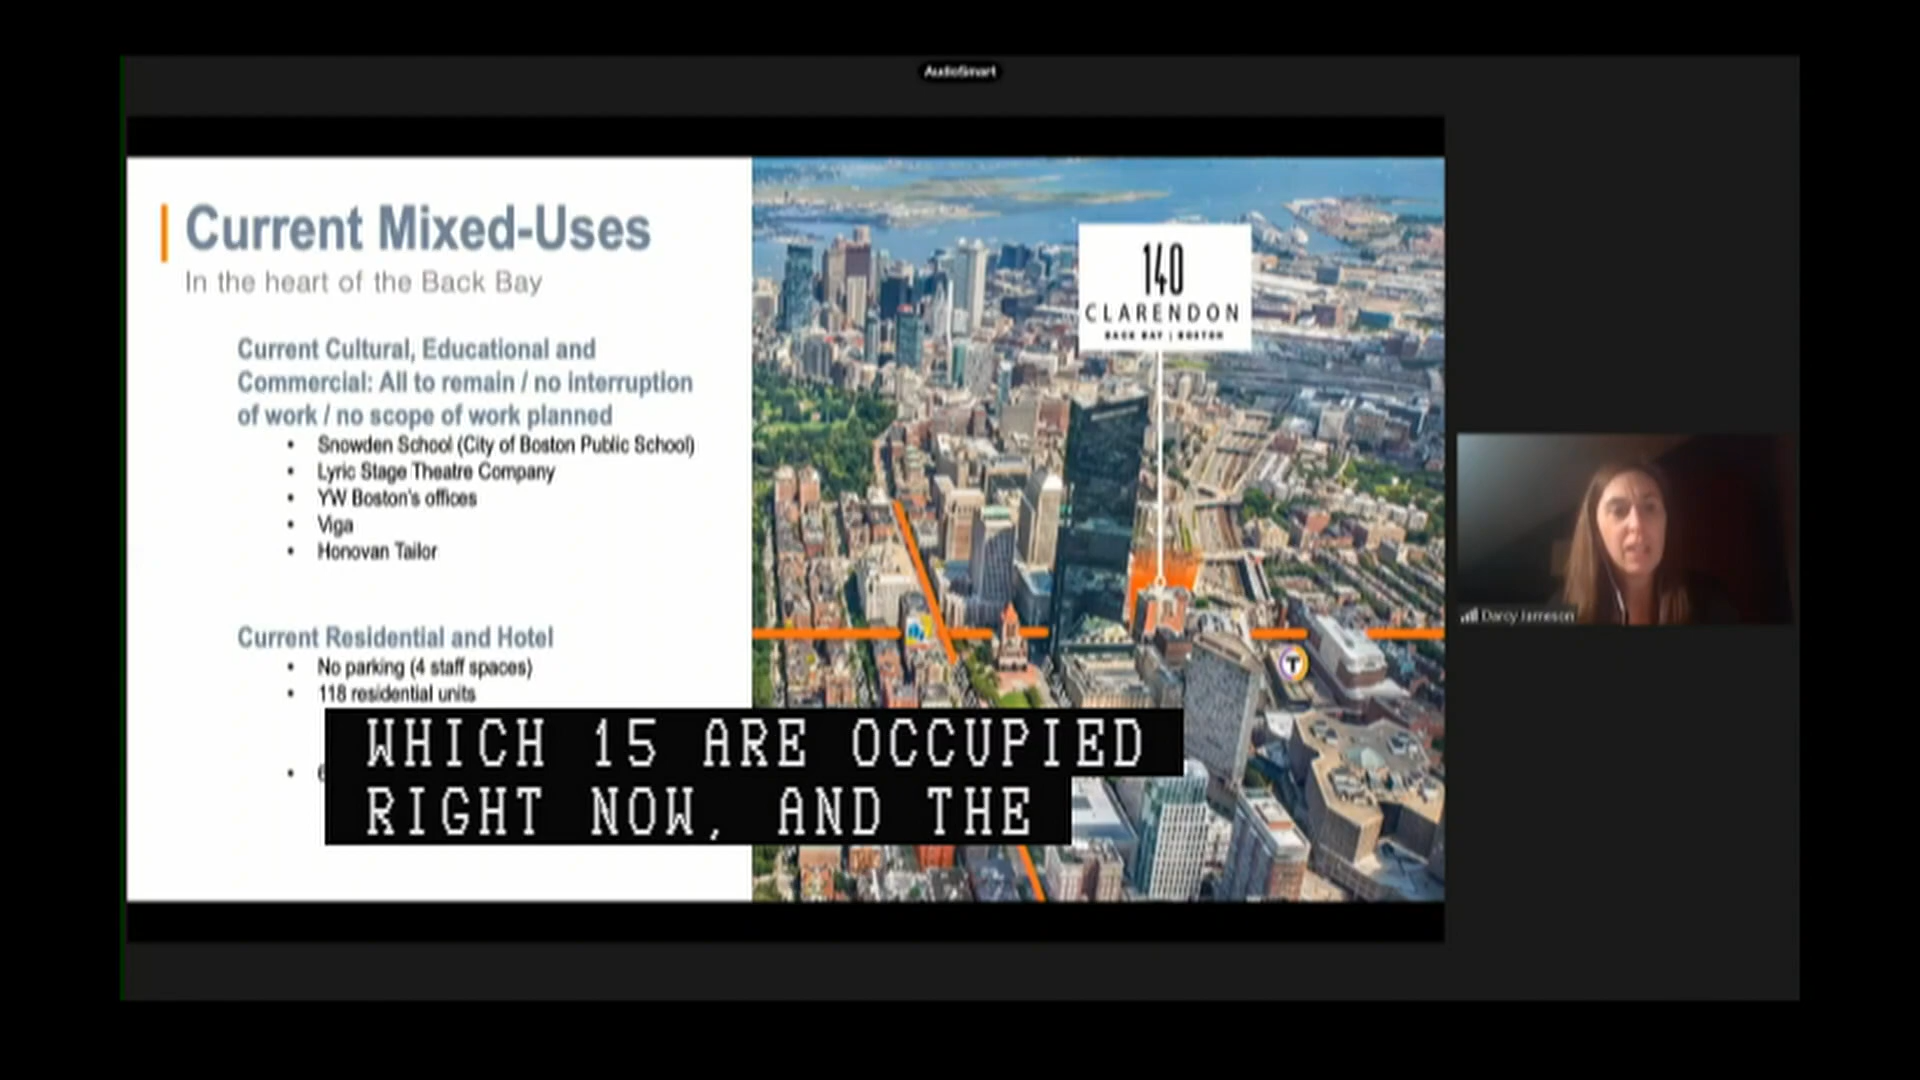 AudioSmart
Current Mixed-Uses
In the heart of the Back Bay
Current Cultural, Educational and
Commercial: All to remain / no interruption
of work / no scope of work planned
• Snowden School (City of Boston Public School)
• Lyric Stage Theatre Company
• YW Boston's offices
• Viga
• Honovan Tailor
Current Residential and Hotel
• No parking (4 staff spaces)
• 118 residential units
140
CLARENDON
BACK BAY | BOSTON
T
Darcy Jameson
WHICH 15 ARE OCCUPIED
RIGHT NOW, AND THE